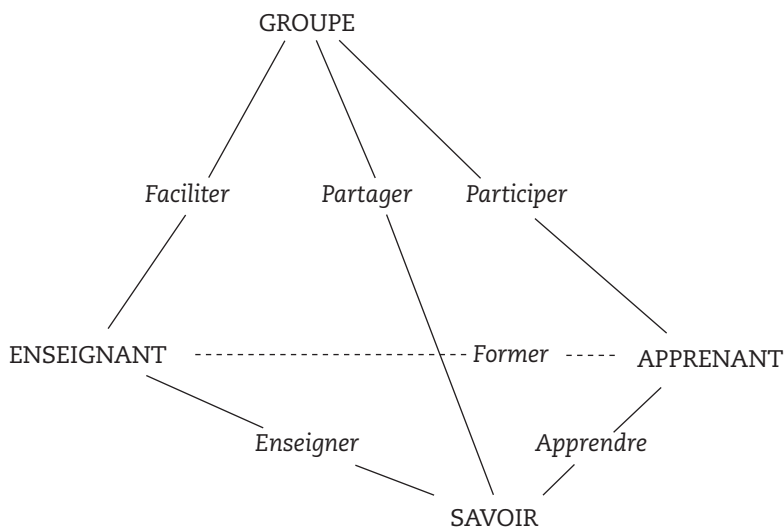 GROUPE
Faciliter
Partager
Participer
ENSEIGNANT
Former
APPRENANT
Enseigner
Apprendre
SAVOIR